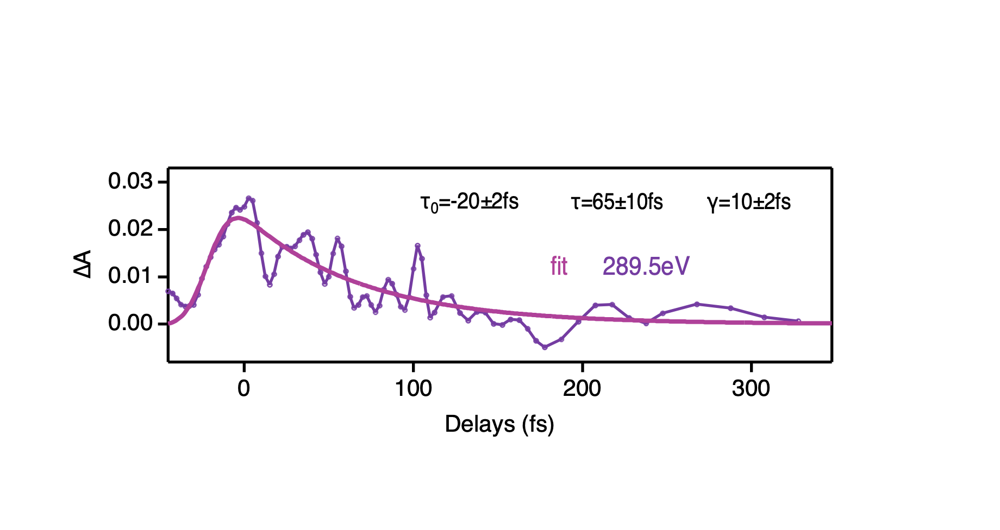 0.03
0.02
0.01
0.00
ΔA
τ₀=-20±2fs τ=65±10fs γ=10±2fs
fit 289.5eV
0 100 200 300
Delays (fs)